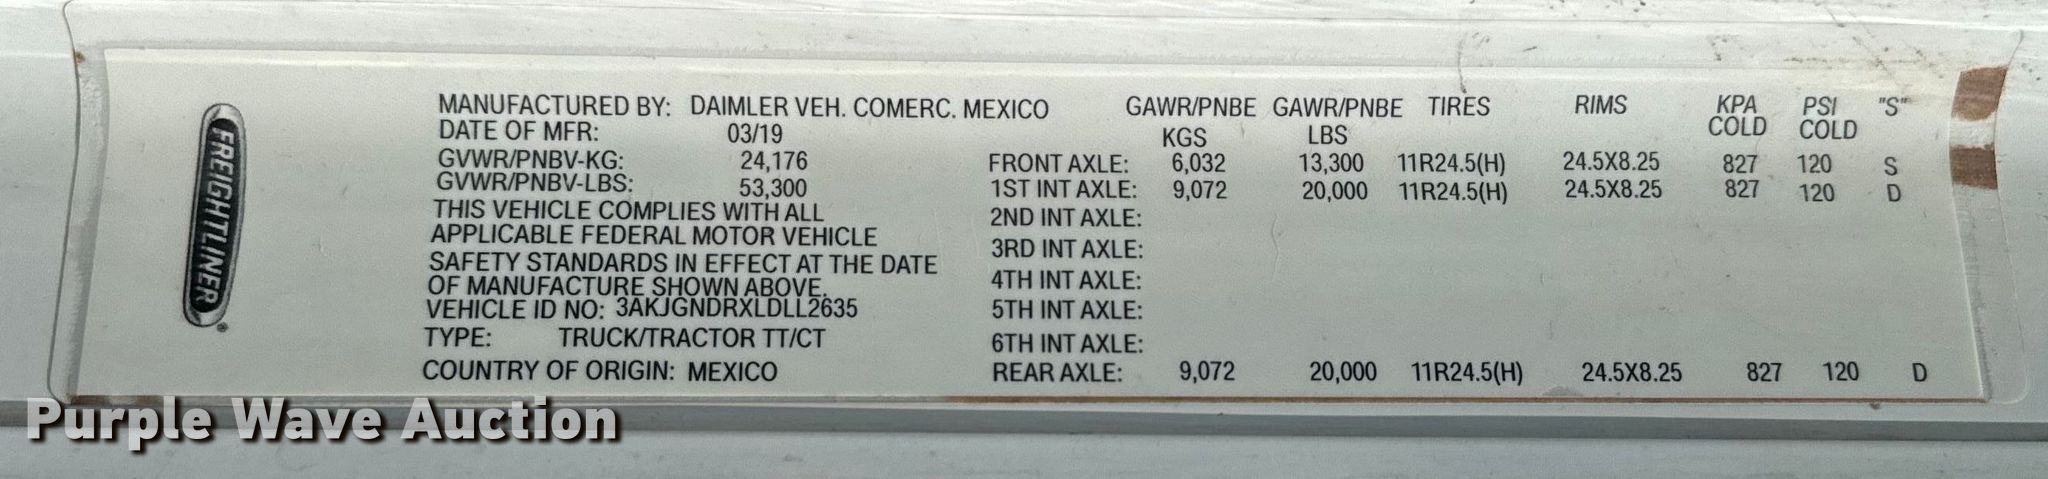 FREIGHTLINER
MANUFACTURED BY: DAIMLER VEH. COMERC. MEXICO
DATE OF MFR: 03/19
GVWR/PNBV-KG: 24,176
GVWR/PNBV-LBS: 53,300
THIS VEHICLE COMPLIES WITH ALL
APPLICABLE FEDERAL MOTOR VEHICLE
SAFETY STANDARDS IN EFFECT AT THE DATE
OF MANUFACTURE SHOWN ABOVE.
VEHICLE ID NO: 3AKJGNDRXLDLL2635
TYPE: TRUCK/TRACTOR TT/CT
COUNTRY OF ORIGIN: MEXICO
GAWR/PNBE GAWR/PNBE TIRES RIMS KPA PSI "S"
KGS LBS COLD COLD
FRONT AXLE: 6,032 13,300 11R24.5(H) 24.5X8.25 827 120 S
1ST INT AXLE: 9,072 20,000 11R24.5(H) 24.5X8.25 827 120 D
2ND INT AXLE:
3RD INT AXLE:
4TH INT AXLE:
5TH INT AXLE:
6TH INT AXLE:
REAR AXLE: 9,072 20,000 11R24.5(H) 24.5X8.25 827 120 D
Purple Wave Auction